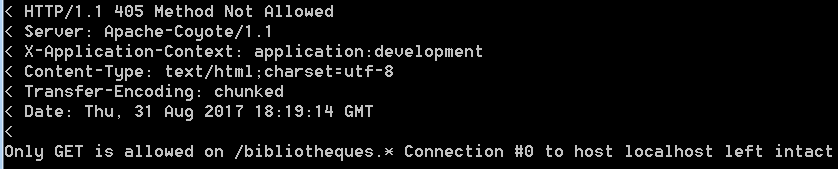 < HTTP/1.1 405 Method Not Allowed
< Server: Apache-Coyote/1.1
< X-Application-Context: application:development
< Content-Type: text/html;charset=utf-8
< Transfer-Encoding: chunked
< Date: Thu, 31 Aug 2017 18:19:14 GMT
<
Only GET is allowed on /bibliotheques.* Connection #0 to host localhost left intact